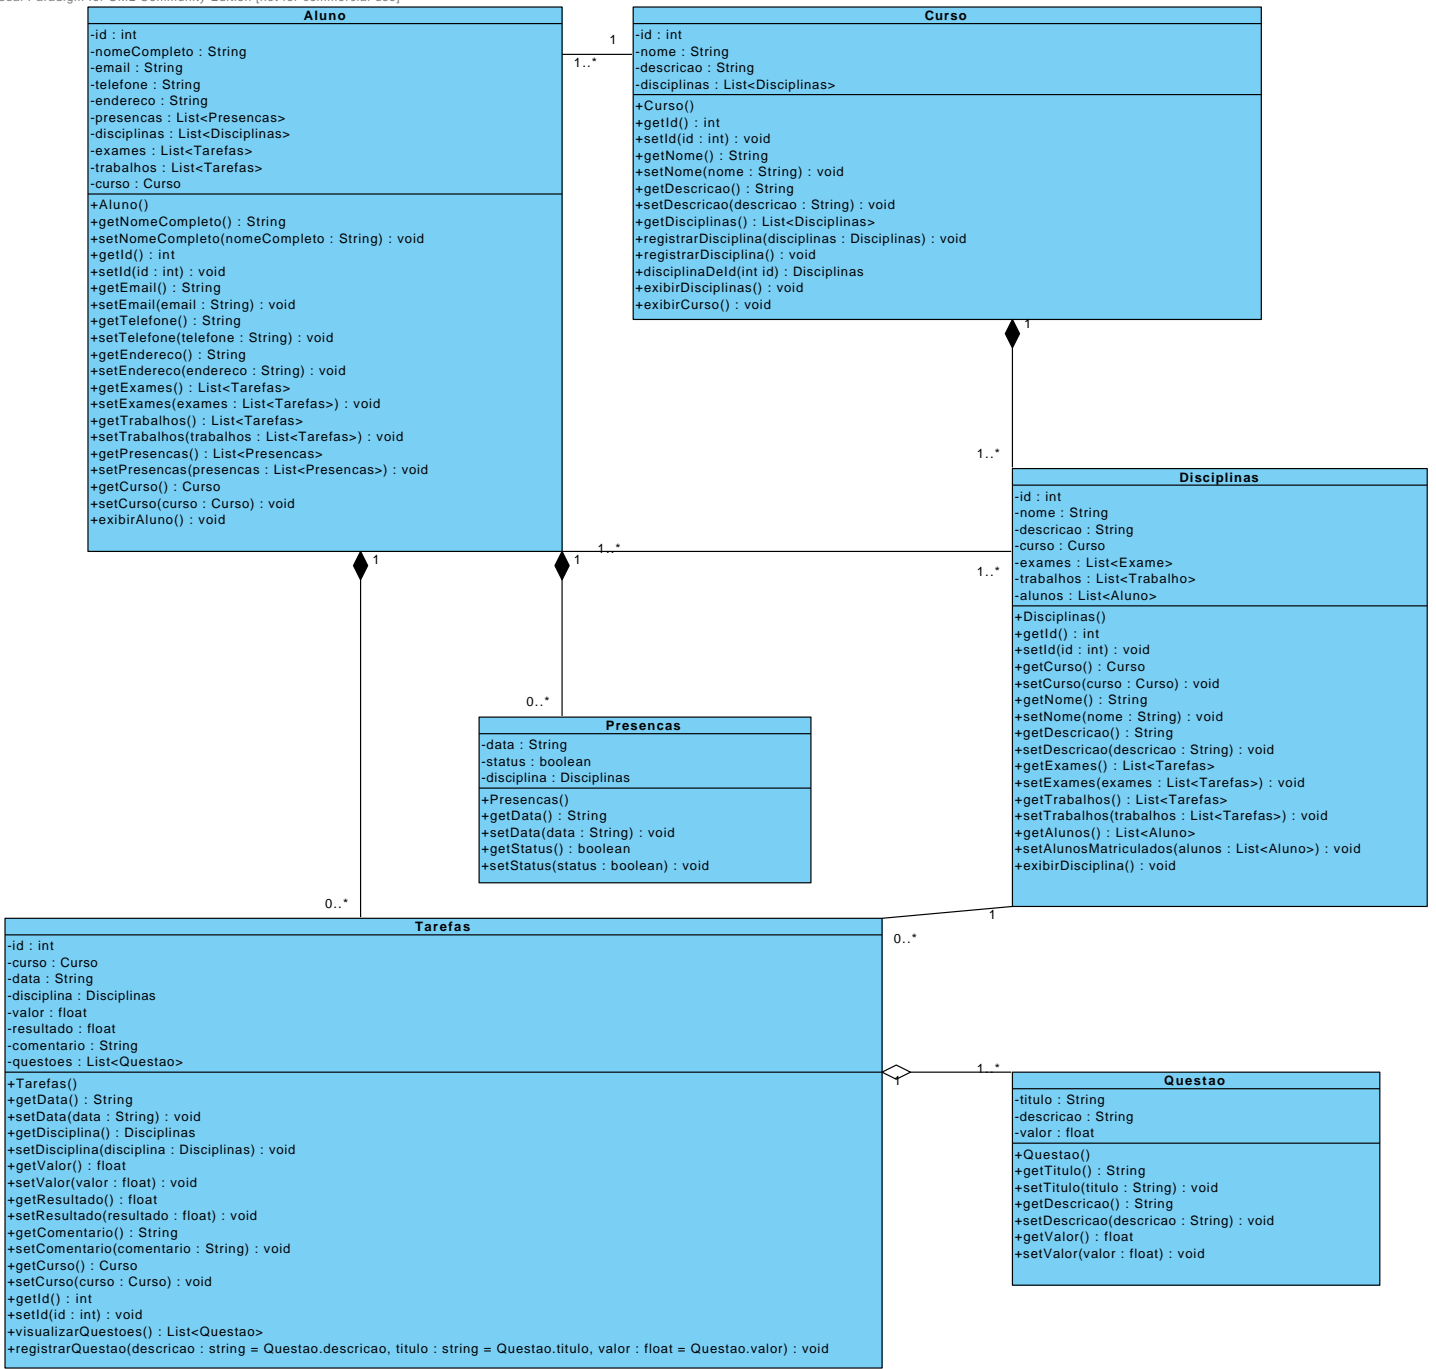 Aluno
-id : int
-nomeCompleto : String
-email : String
-telefone : String
-endereco : String
-presencas : List<Presencas>
-disciplinas : List<Disciplinas>
-exames : List<Tarefas>
-trabalhos : List<Tarefas>
-curso : Curso
+Aluno()
+getNomeCompleto() : String
+setNomeCompleto(nomeCompleto : String) : void
+getId() : int
+setId(id : int) : void
+getEmail() : String
+setEmail(email : String) : void
+getTelefone() : String
+setTelefone(telefone : String) : void
+getEndereco() : String
+setEndereco(endereco : String) : void
+getExames() : List<Tarefas>
+setExames(exames : List<Tarefas>) : void
+getTrabalhos() : List<Tarefas>
+setTrabalhos(trabalhos : List<Tarefas>) : void
+getPresencas() : List<Presencas>
+setPresencas(presencas : List<Presencas>) : void
+getCurso() : Curso
+setCurso(curso : Curso) : void
+exibirAluno() : void
1
1..*
Curso
-id : int
-nome : String
-descricao : String
-disciplinas : List<Disciplinas>
+Curso()
+getId() : int
+setId(id : int) : void
+getNome() : String
+setNome(nome : String) : void
+getDescricao() : String
+setDescricao(descricao : String) : void
+getDisciplinas() : List<Disciplinas>
+registrarDisciplina(disciplinas : Disciplinas) : void
+registrarDisciplina() : void
+disciplinaDeId(int id) : Disciplinas
+exibirDisciplinas() : void
+exibirCurso() : void
1
1..*
Disciplinas
-id : int
-nome : String
-descricao : String
-curso : Curso
-exames : List<Exame>
-trabalhos : List<Trabalho>
-alunos : List<Aluno>
+Disciplinas()
+getId() : int
+setId(id : int) : void
+getCurso() : Curso
+setCurso(curso : Curso) : void
+getNome() : String
+setNome(nome : String) : void
+getDescricao() : String
+setDescricao(descricao : String) : void
+getExames() : List<Tarefas>
+setExames(exames : List<Tarefas>) : void
+getTrabalhos() : List<Tarefas>
+setTrabalhos(trabalhos : List<Tarefas>) : void
+getAlunos() : List<Aluno>
+setAlunosMatriculados(alunos : List<Aluno>) : void
+exibirDisciplina() : void
1
1
1..*
1..*
0..*
Presencas
-data : String
-status : boolean
-disciplina : Disciplinas
+Presencas()
+getData() : String
+setData(data : String) : void
+getStatus() : boolean
+setStatus(status : boolean) : void
0..*
1
0..*
Tarefas
-id : int
-curso : Curso
-data : String
-disciplina : Disciplinas
-valor : float
-resultado : float
-comentario : String
-questoes : List<Questao>
+Tarefas()
+getData() : String
+setData(data : String) : void
+getDisciplina() : Disciplinas
+setDisciplina(disciplina : Disciplinas) : void
+getValor() : float
+setValor(valor : float) : void
+getResultado() : float
+setResultado(resultado : float) : void
+getComentario() : String
+setComentario(comentario : String) : void
+getCurso() : Curso
+setCurso(curso : Curso) : void
+getId() : int
+setId(id : int) : void
+visualizarQuestoes() : List<Questao>
+registrarQuestao(descricao : string = Questao.descricao, titulo : string = Questao.titulo, valor : float = Questao.valor) : void
1
1..*
Questao
-titulo : String
-descricao : String
-valor : float
+Questao()
+getTitulo() : String
+setTitulo(titulo : String) : void
+getDescricao() : String
+setDescricao(descricao : String) : void
+getValor() : float
+setValor(valor : float) : void